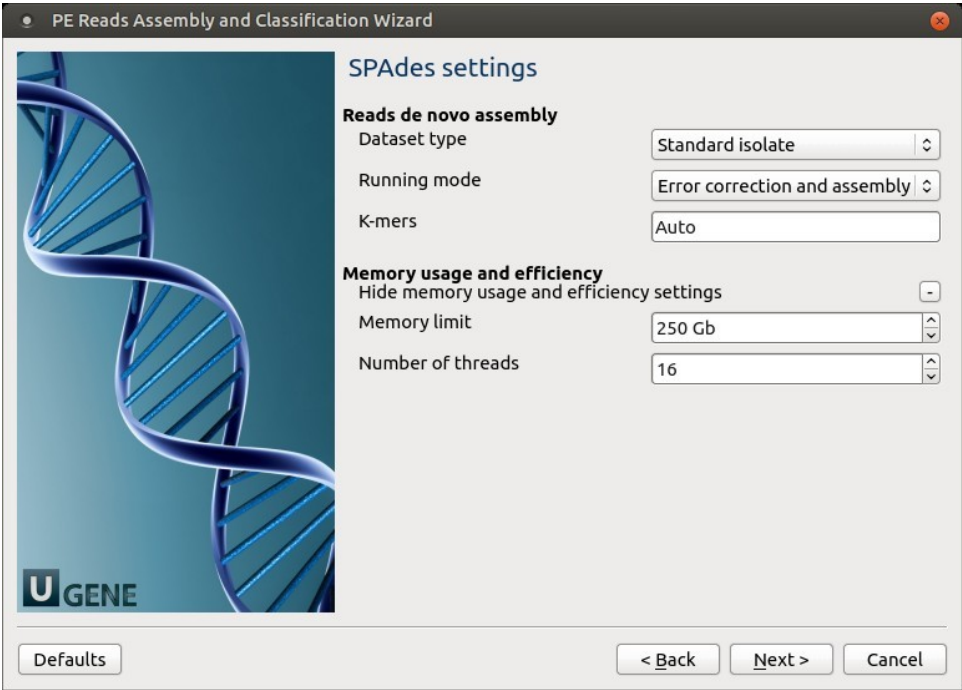 PE Reads Assembly and Classification Wizard
SPAdes settings
Reads de novo assembly
Dataset type
Standard isolate
Running mode
Error correction and assembly
K-mers
Auto
Memory usage and efficiency
Hide memory usage and efficiency settings
-
Memory limit
250 Gb
Number of threads
16
U GENE
Defaults
< Back
Next >
Cancel